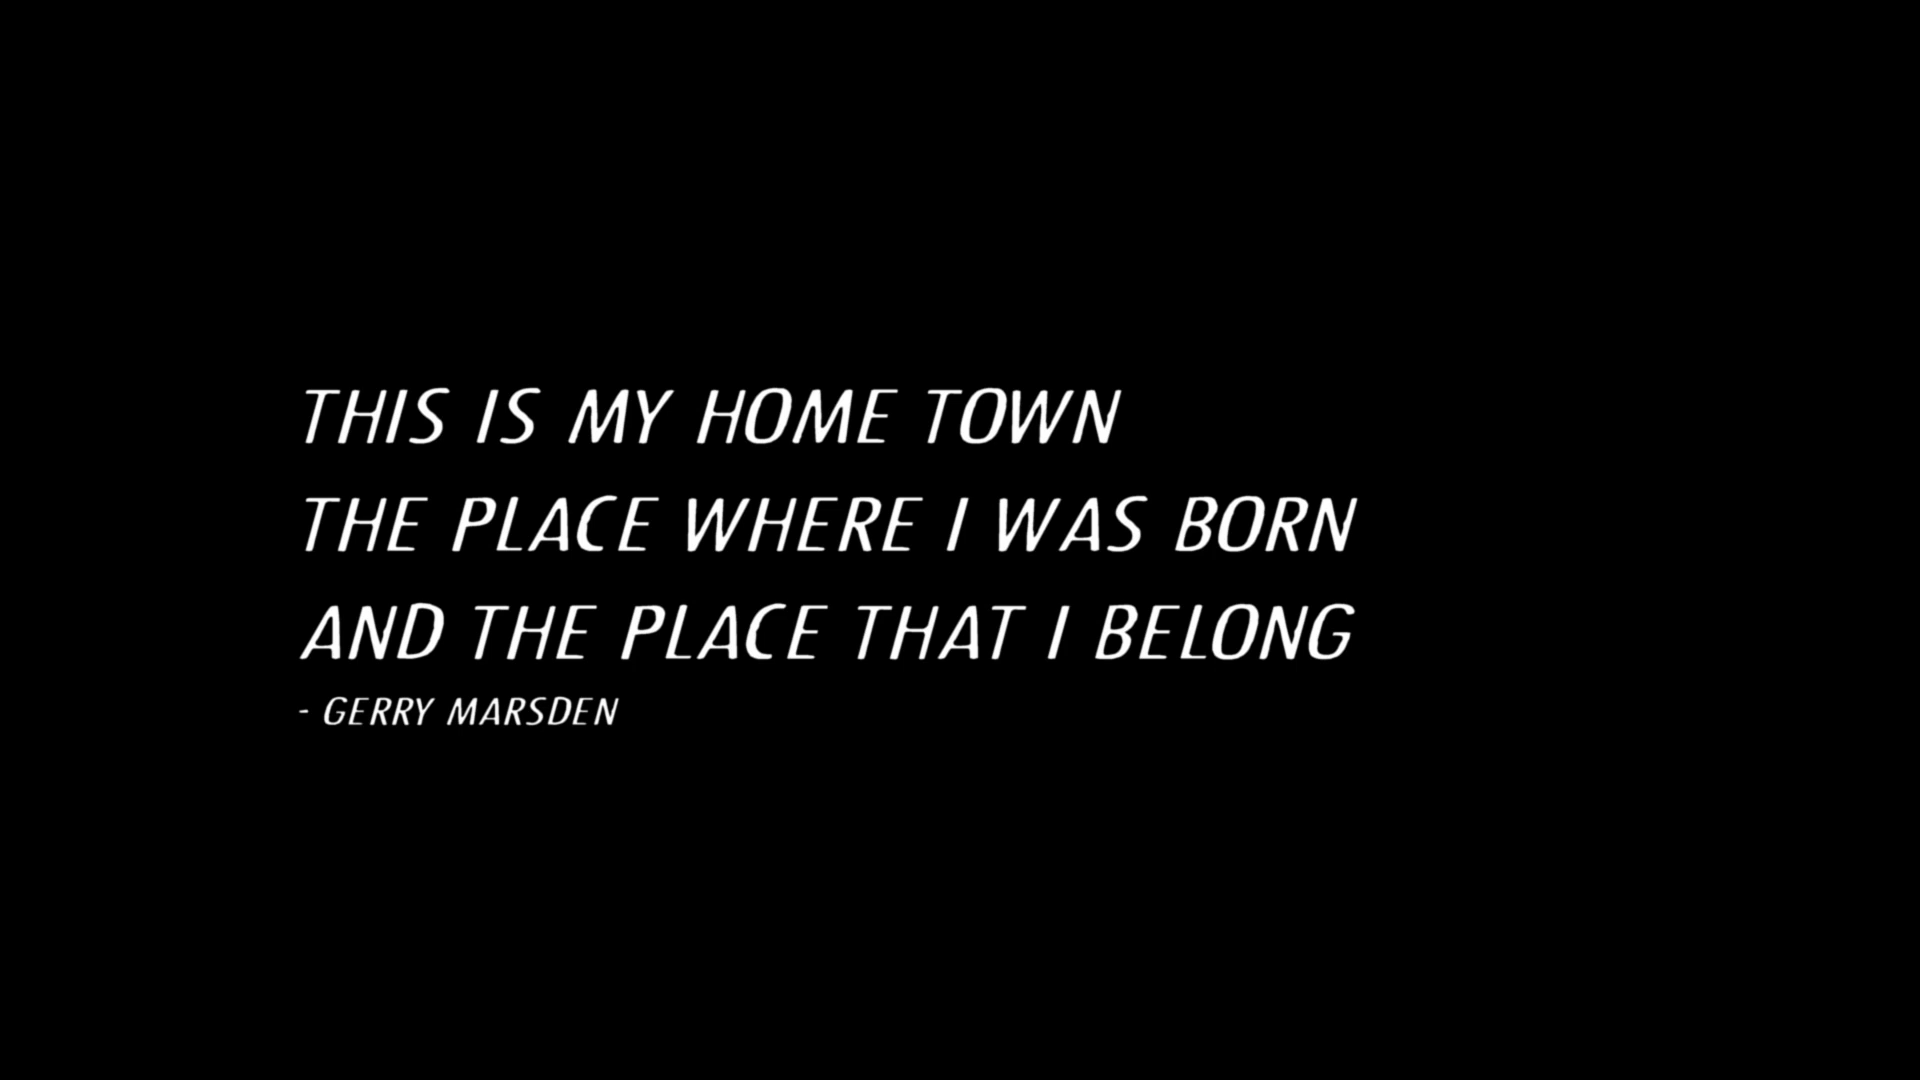 THIS IS MY HOME TOWN
THE PLACE WHERE I WAS BORN
AND THE PLACE THAT I BELONG
- GERRY MARSDEN